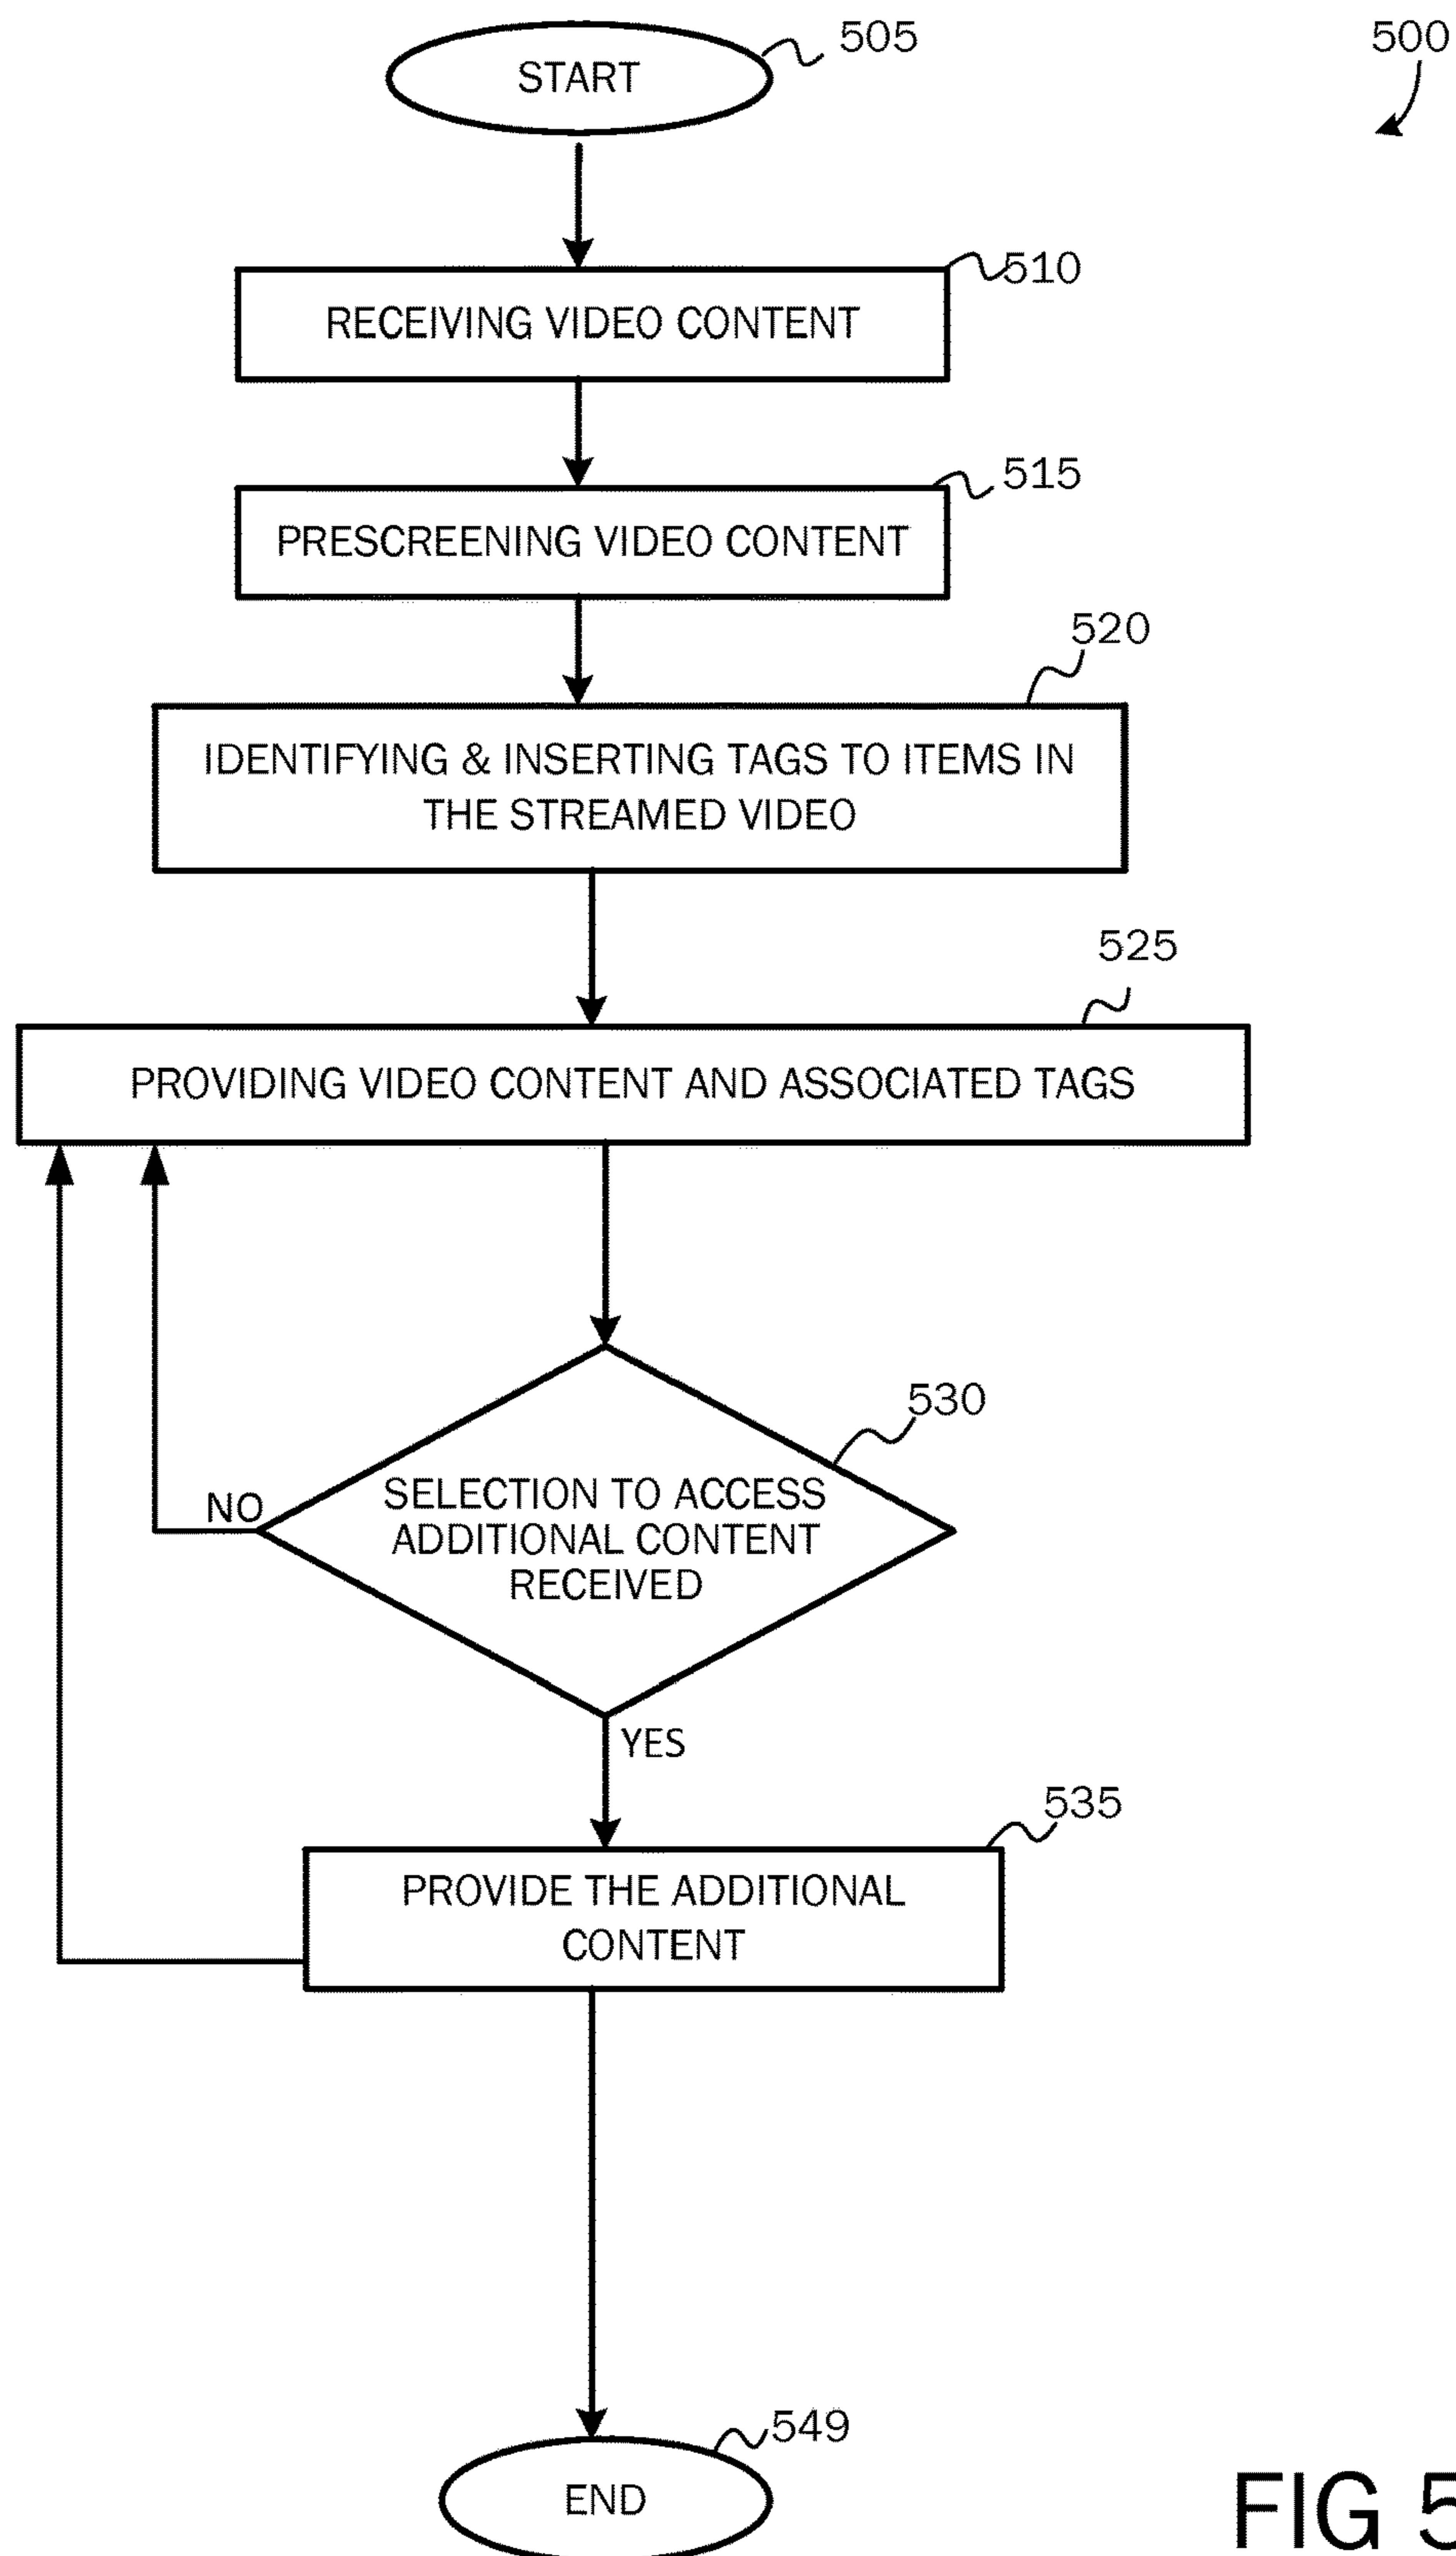 505
500
START
510
RECEIVING VIDEO CONTENT
515
PRESCREENING VIDEO CONTENT
520
IDENTIFYING & INSERTING TAGS TO ITEMS IN
THE STREAMED VIDEO
525
PROVIDING VIDEO CONTENT AND ASSOCIATED TAGS
530
NO
SELECTION TO ACCESS
ADDITIONAL CONTENT
RECEIVED
YES
535
PROVIDE THE ADDITIONAL
CONTENT
549
END
FIG 5